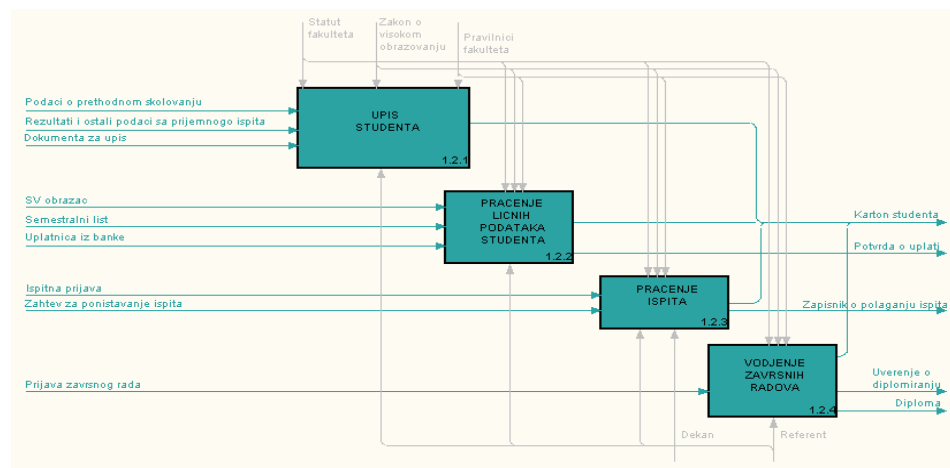 Statut
fakulteta
Zakon o
visokom
obrazovanju
Pravilnici
fakulteta
Podaci o prethodnom skolovanju
Rezultati i ostali podaci sa prijemnog ispita
Dokumenta za upis
UPIS
STUDENTA
1.2.1
SV obrazac
Semestralni list
Uplatnica iz banke
PRACENJE
LICNIH
PODATAKA
STUDENTA
1.2.2
Karton studenta
Potvrda o uplati
Ispitna prijava
Zahtev za ponistavanje ispita
PRACENJE
ISPITA
1.2.3
Zapisnik o polaganju ispita
Prijava zavrsnog rada
VODJENJE
ZAVRSNIH
RADOVA
1.2.4
Uverenje o
diplomiranju
Diploma
Dekan
Referent